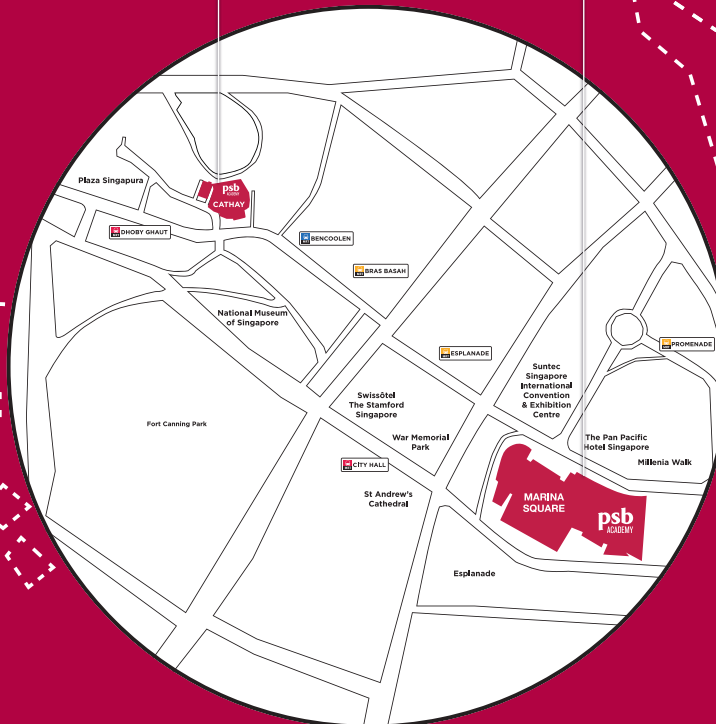 Plaza Singapura
psb
ACADEMY
CATHAY
DHOBY GHAUT
BENCOOLEN
BRAS BASAH
National Museum
of Singapore
ESPLANADE
PROMENADE
Suntec
Singapore
International
Convention
& Exhibition
Centre
Swissôtel
The Stamford
Singapore
Fort Canning Park
War Memorial
Park
The Pan Pacific
Hotel Singapore
Millenia Walk
CITY HALL
St Andrew's
Cathedral
MARINA
SQUARE
psb
ACADEMY
Esplanade